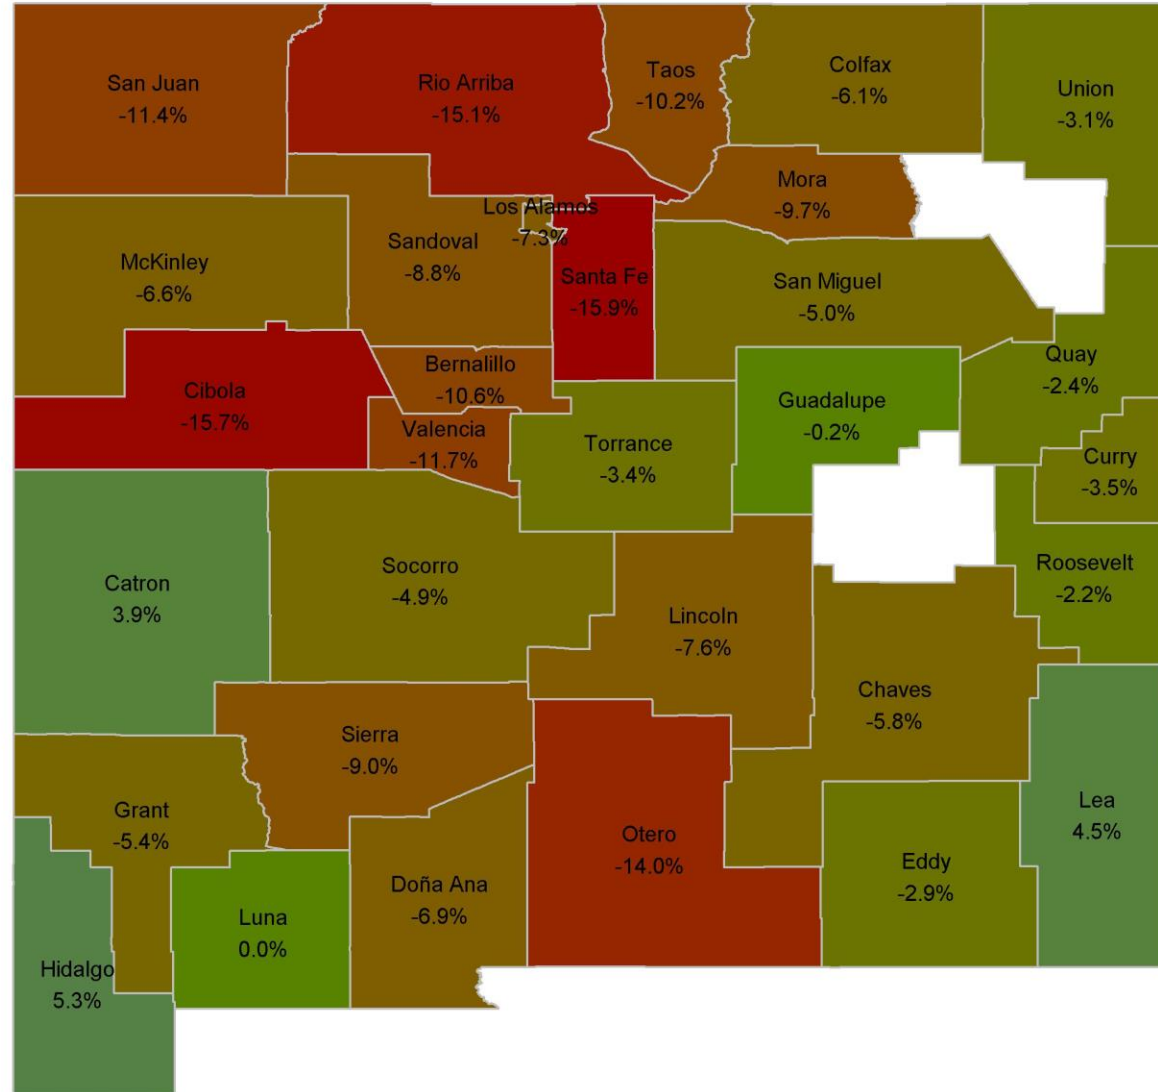 San Juan
-11.4%
Rio Arriba
-15.1%
Taos
-10.2%
Colfax
-6.1%
Union
-3.1%
Mora
-9.7%
Los Alamos
-7.3%
McKinley
-6.6%
Sandoval
-8.8%
Santa Fe
-15.9%
San Miguel
-5.0%
Quay
-2.4%
Bernalillo
-10.6%
Cibola
-15.7%
Guadalupe
-0.2%
Valencia
-11.7%
Torrance
-3.4%
Curry
-3.5%
Catron
3.9%
Socorro
-4.9%
Roosevelt
-2.2%
Lincoln
-7.6%
Chaves
-5.8%
Sierra
-9.0%
Grant
-5.4%
Otero
-14.0%
Lea
4.5%
Eddy
-2.9%
Doña Ana
-6.9%
Luna
0.0%
Hidalgo
5.3%